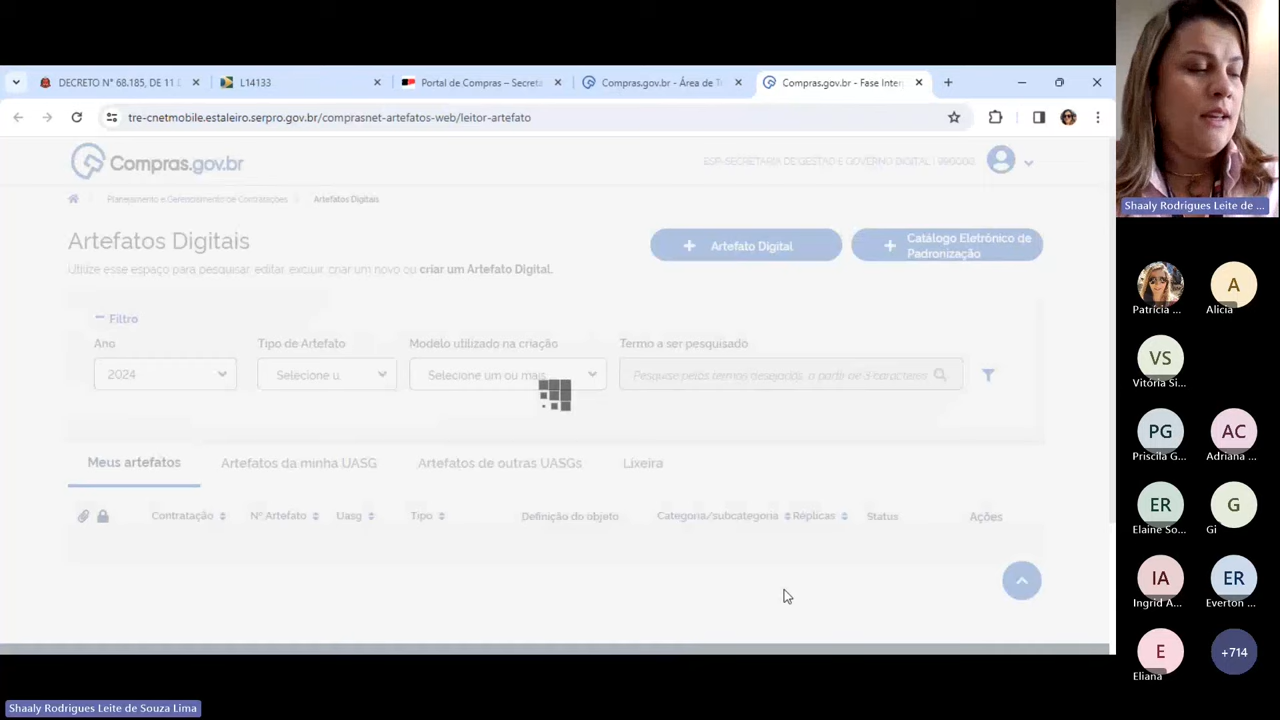 DECRETO N° 68.185, DE 11
L14133
Portal de Compras – Secreta
Compras.gov.br - Área de T
Compras.gov.br - Fase Inter
tre-cnetmobile.estaleiro.serpro.gov.br/comprasnet-artefatos-web/leitor-artefato
Compras.gov.br
ESP-SECRETARIA DE GESTAO E GOVERNO DIGITAL |
Planejamento e Gerenciamento de Contratações
Artefatos Digitais
Artefatos Digitais
Artefato Digital
Catálogo Eletrônico de
Padronização
Utilize esse espaço para pesquisar, editar, excluir, criar um novo ou criar um Artefato Digital.
Filtro
Ano
Tipo de Artefato
Modelo utilizado na criação
Termo a ser pesquisado
2024
Selecione u.
Selecione um ou mais
Pesquise pelos termos desejados, a partir de 3 caracteres
Meus artefatos
Artefatos da minha UASG
Artefatos de outras UASGs
Lixeira
Contratação
Nº Artefato
Uasg
Tipo
Definição do objeto
Categoria/subcategoria
Réplicas
Status
Ações
Shaaly Rodrigues Leite de ...
Patrícia ...
A
Alicia
VS
Vitória Si...
PG
Priscila G...
AC
Adriana ...
ER
Elaine So...
G
Gi
IA
Ingrid A...
ER
Everton ...
E
Eliana
+714
Shaaly Rodrigues Leite de Souza Lima